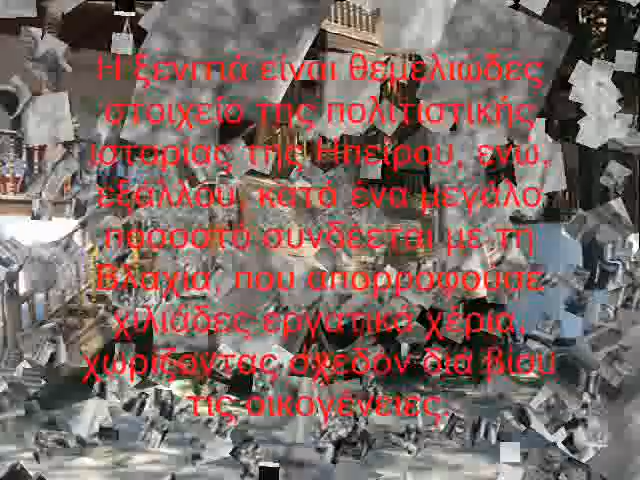 Η ξενιτιά είναι θεμελιώδες
στοιχείο της πολιτιστικής
ιστορίας της Ηπείρου, ενώ,
εξάλλου, κατά ένα μεγάλο
ποσοστό συνδέεται με τη
Βλαχία, που απορροφούσε
χιλιάδες εργατικά χέρια,
χωρίζοντας σχεδόν διά βίου
τις οικογένειες.